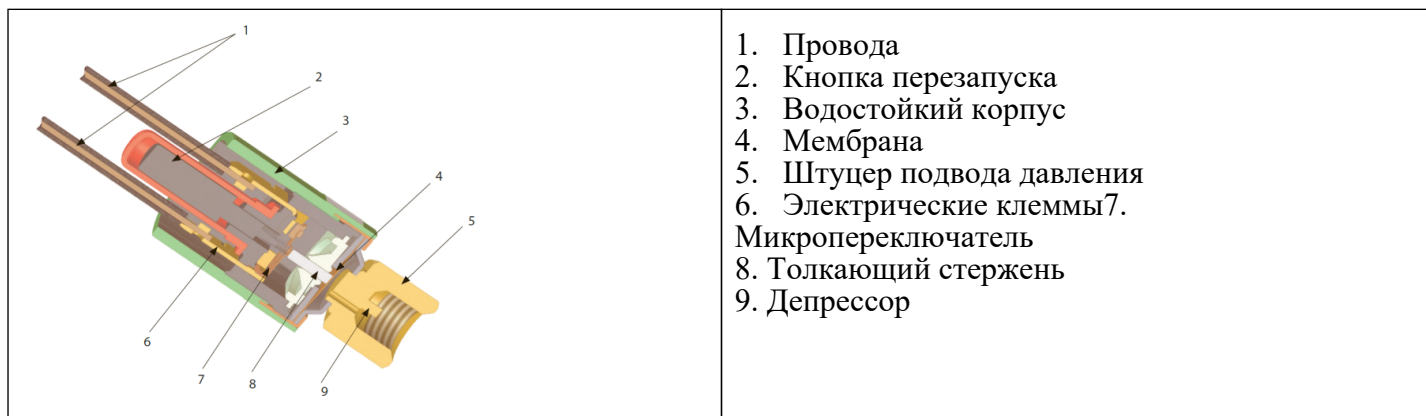 1
2
3
4
5
6
7
8
9
1. Провода
2. Кнопка перезапуска
3. Водостойкий корпус
4. Мембрана
5. Штуцер подвода давления
6. Электрические клеммы7.
Микропереключатель
8. Толкающий стержень
9. Депрессор